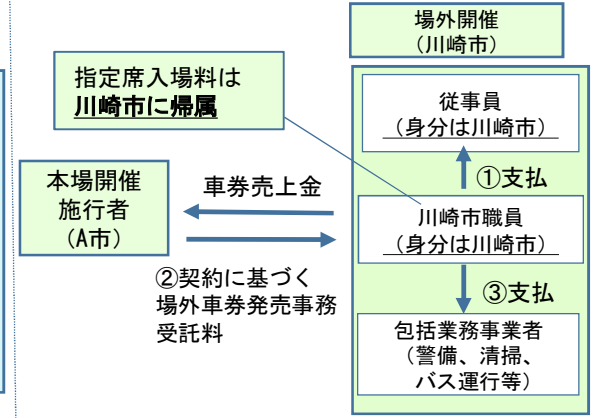 場外開催
（川崎市）
指定席入場料は
川崎市に帰属
従事員
（身分は川崎市）
①支払
本場開催
施行者
（A市）
車券売上金
川崎市職員
（身分は川崎市）
②契約に基づく
場外車券発売事務
受託料
③支払
包括業務事業者
（警備、清掃、
バス運行等）